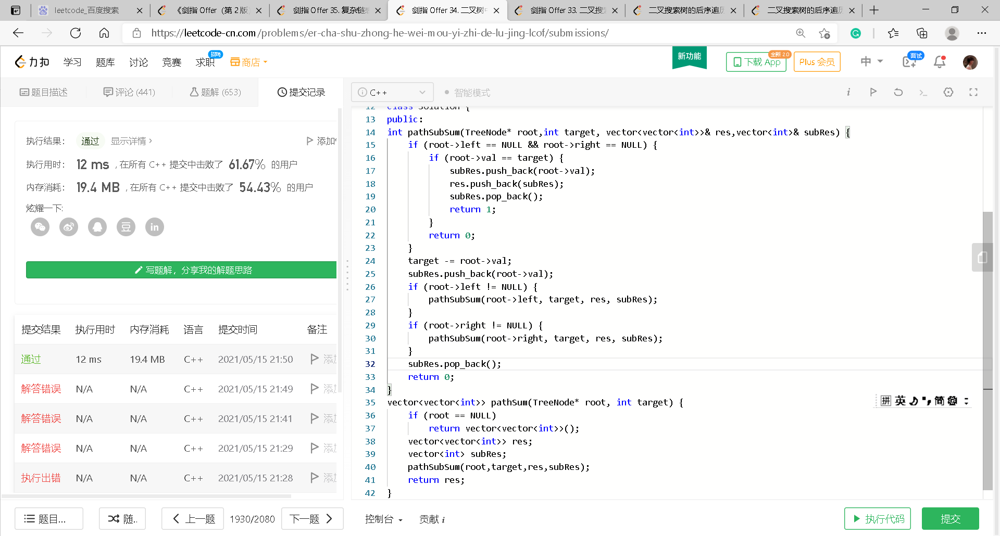 leetcode_百度搜索
《剑指 Offer（第 2 版
剑指 Offer 35. 复杂链
剑指 Offer 34. 二叉树
剑指 Offer 33. 二叉搜
二叉搜索树的后序遍历
二叉搜索树的后序遍历
https://leetcode-cn.com/problems/er-cha-shu-zhong-he-wei-mou-yi-zhi-de-lu-jing-lcof/submissions/
力扣 学习 题库 讨论 竞赛 求职 招聘 商店
新功能
下载 App 全新 2.0
Plus 会员
中
面试
题目描述
评论 (441)
题解 (653)
提交记录
C++
智能模式
执行结果： 通过 显示详情 >
添加
执行用时： 12 ms , 在所有 C++ 提交中击败了 61.67% 的用户
内存消耗： 19.4 MB , 在所有 C++ 提交中击败了 54.43% 的用户
炫耀一下:
豆 in
写题解，分享我的解题思路
提交结果 执行用时 内存消耗 语言 提交时间 备注
通过 12 ms 19.4 MB C++ 2021/05/15 21:50 添加
解答错误 N/A N/A C++ 2021/05/15 21:49 添加
解答错误 N/A N/A C++ 2021/05/15 21:41 添加
解答错误 N/A N/A C++ 2021/05/15 21:29 添加
执行出错 N/A N/A C++ 2021/05/15 21:28 添加
12 class Solution {
13 public:
14 int pathSubSum(TreeNode* root,int target, vector<vector<int>>& res,vector<int>& subRes) {
15 if (root->left == NULL && root->right == NULL) {
16 if (root->val == target) {
17 subRes.push_back(root->val);
18 res.push_back(subRes);
19 subRes.pop_back();
20 return 1;
21 }
22 return 0;
23 }
24 target -= root->val;
25 subRes.push_back(root->val);
26 if (root->left != NULL) {
27 pathSubSum(root->left, target, res, subRes);
28 }
29 if (root->right != NULL) {
30 pathSubSum(root->right, target, res, subRes);
31 }
32 subRes.pop_back();
33 return 0;
34 }
35 vector<vector<int>> pathSum(TreeNode* root, int target) {
36 if (root == NULL)
37 return vector<vector<int>>();
38 vector<vector<int>> res;
39 vector<int> subRes;
40 pathSubSum(root,target,res,subRes);
41 return res;
42 }
拼 英 简
题目...
随..
上一题
1930/2080
下一题
控制台
贡献 i
执行代码
提交